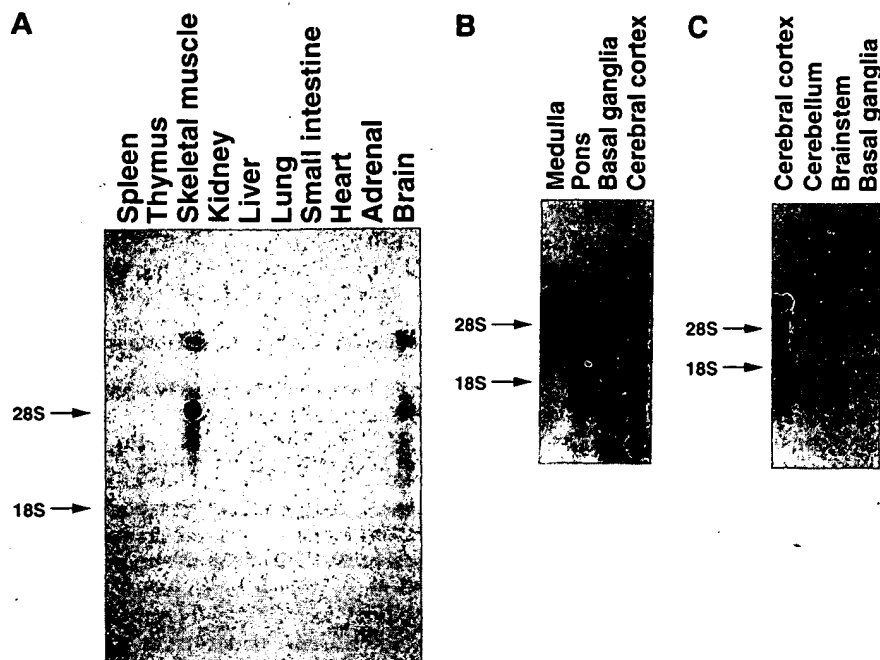 A
Spleen
Thymus
Skeletal muscle
Kidney
Liver
Lung
Small intestine
Heart
Adrenal
Brain
28S
18S
B
Medulla
Pons
Basal ganglia
Cerebral cortex
28S
18S
C
Cerebral cortex
Cerebellum
Brainstem
Basal ganglia
28S
18S